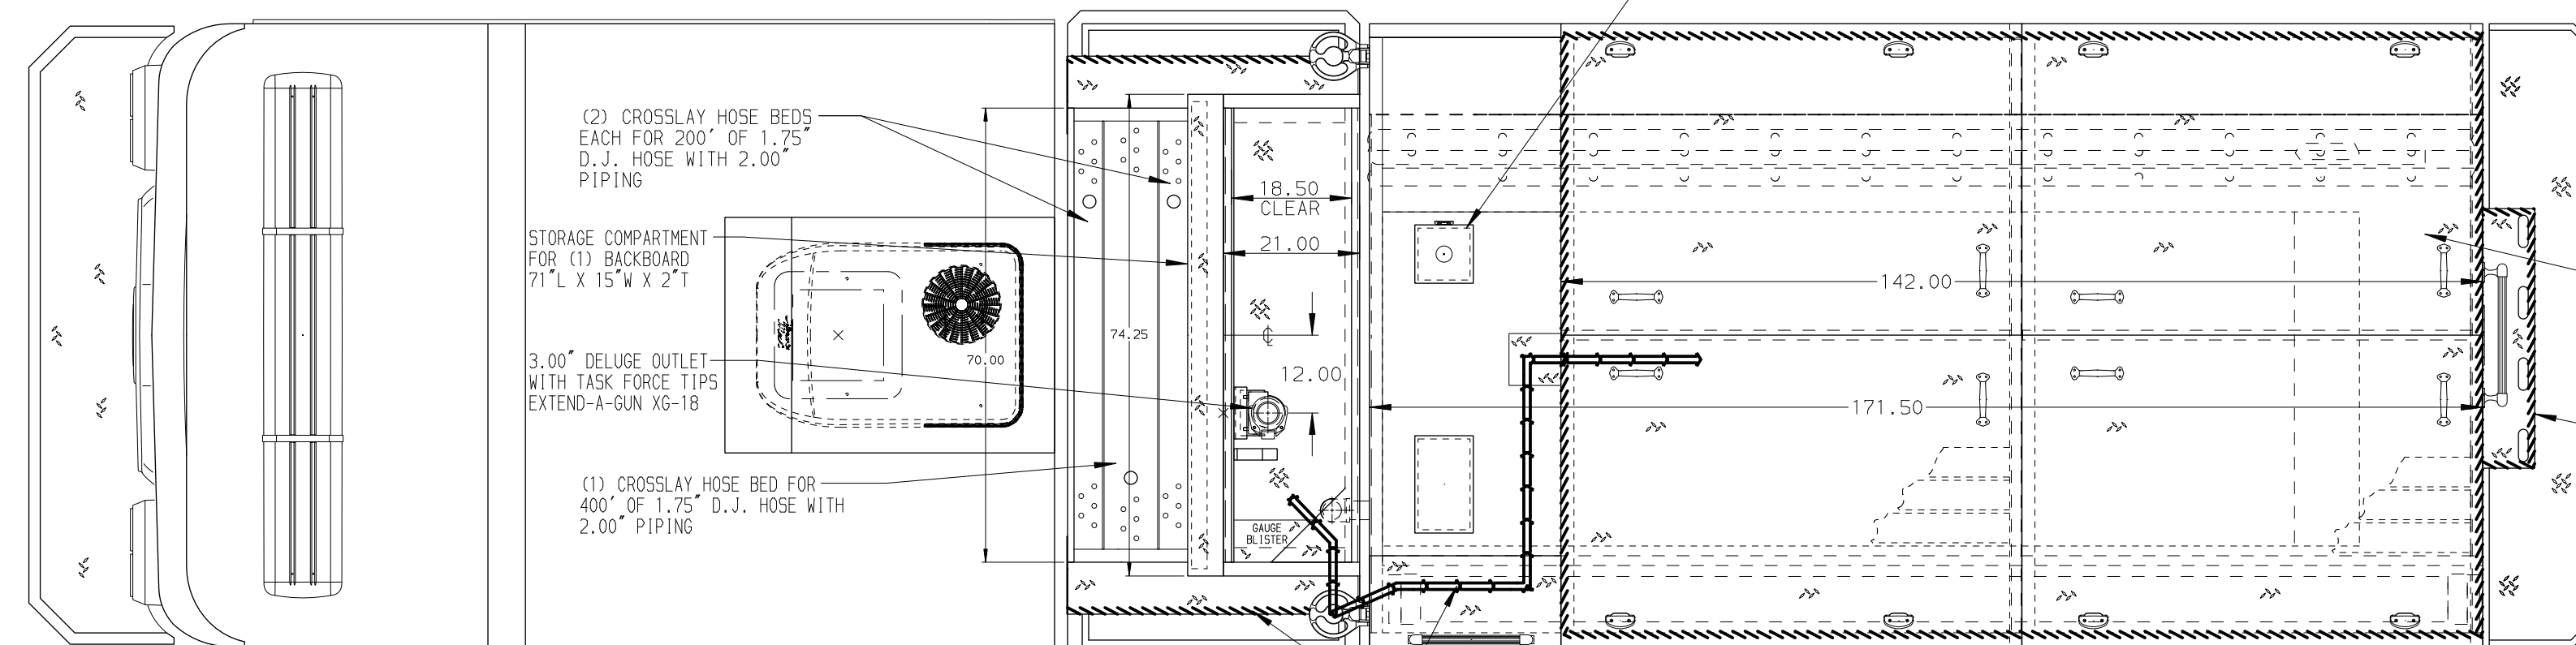 (2) CROSSLAY HOSE BEDS
EACH FOR 200' OF 1.75"
D.J. HOSE WITH 2.00"
PIPING
STORAGE COMPARTMENT
FOR (1) BACKBOARD
71"L X 15"W X 2"T
3.00" DELUGE OUTLET
WITH TASK FORCE TIPS
EXTEND-A-GUN XG-18
(1) CROSSLAY HOSE BED FOR
400' OF 1.75" D.J. HOSE WITH
2.00" PIPING
70.00
74.25
18.50
CLEAR
21.00
12.00
GAUGE
BLISTER
142.00
171.50